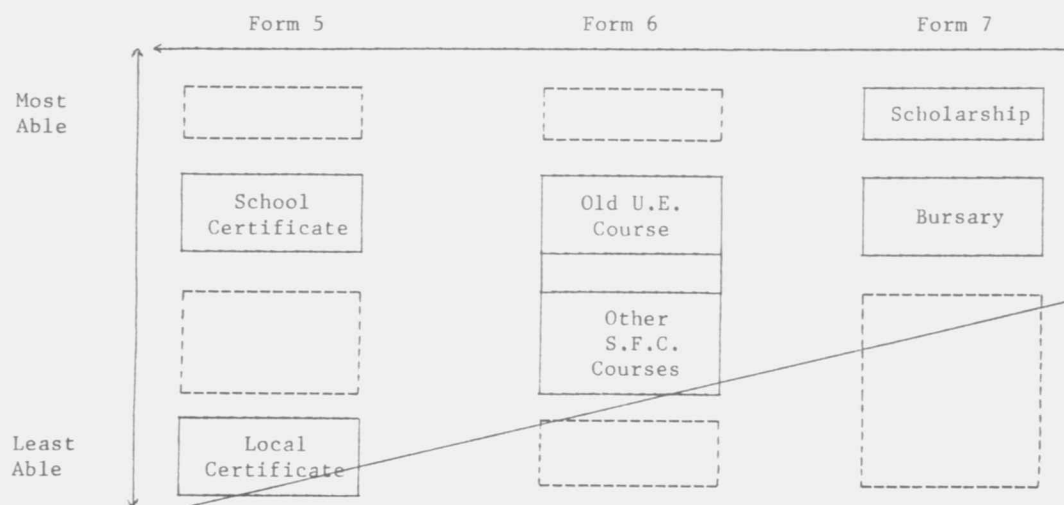 Form 5
Form 6
Form 7
Most
Able
Scholarship
School
Certificate
Old U.E.
Course
Bursary
Other
S.F.C.
Courses
Least
Able
Local
Certificate